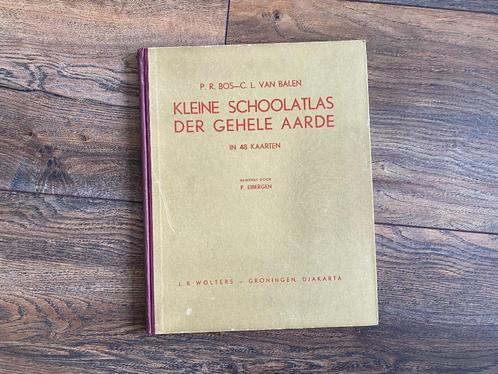 P. R. BOS—C. L. VAN BALEN
KLEINE SCHOOLATLAS
DER GEHELE AARDE
IN 48 KAARTEN
BEWERKT DOOR
P. EIBERGEN
J. B. WOLTERS – GRONINGEN, DJAKARTA